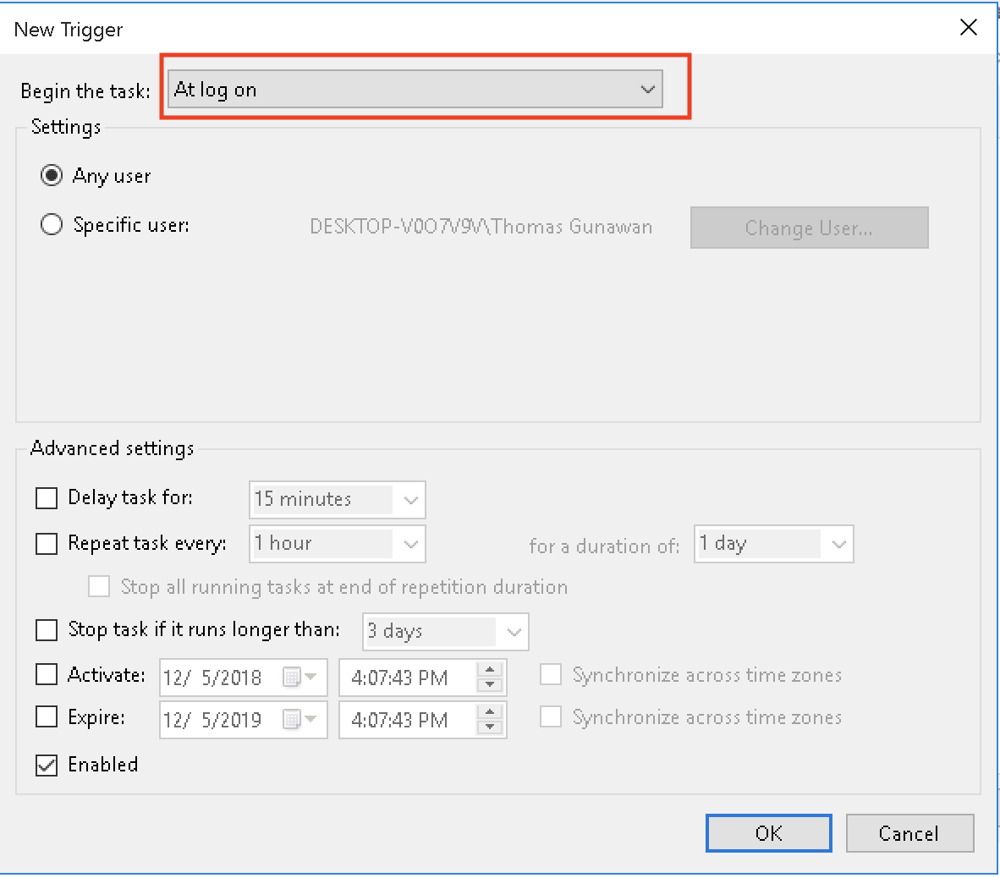 New Trigger
Begin the task: At log on
Settings
Any user
Specific user: DESKTOP-V0O7V9V\Thomas Gunawan Change User...
Advanced settings
Delay task for: 15 minutes
Repeat task every: 1 hour for a duration of: 1 day
Stop all running tasks at end of repetition duration
Stop task if it runs longer than: 3 days
Activate: 12/ 5/2018 4:07:43 PM Synchronize across time zones
Expire: 12/ 5/2019 4:07:43 PM Synchronize across time zones
Enabled
OK Cancel